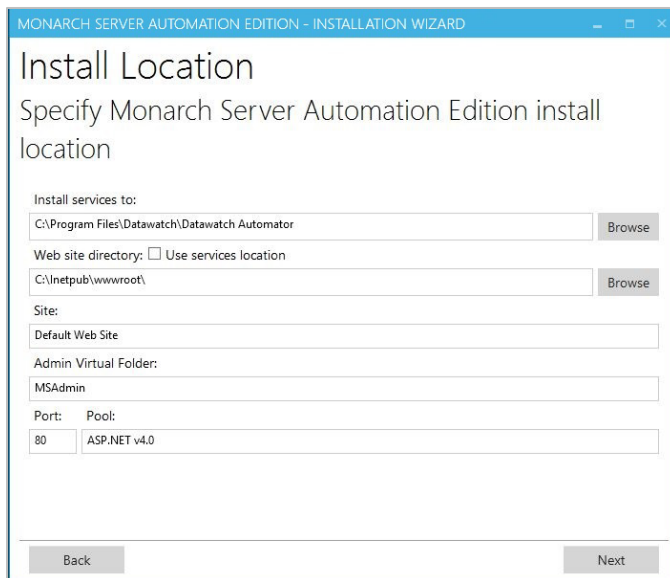 MONARCH SERVER AUTOMATION EDITION - INSTALLATION WIZARD
Install Location
Specify Monarch Server Automation Edition install
location
Install services to:
C:\Program Files\Datawatch\Datawatch Automator
Browse
Web site directory: Use services location
C:\Inetpub\wwwroot\
Browse
Site:
Default Web Site
Admin Virtual Folder:
MSAdmin
Port: Pool:
80 ASP.NET v4.0
Back Next